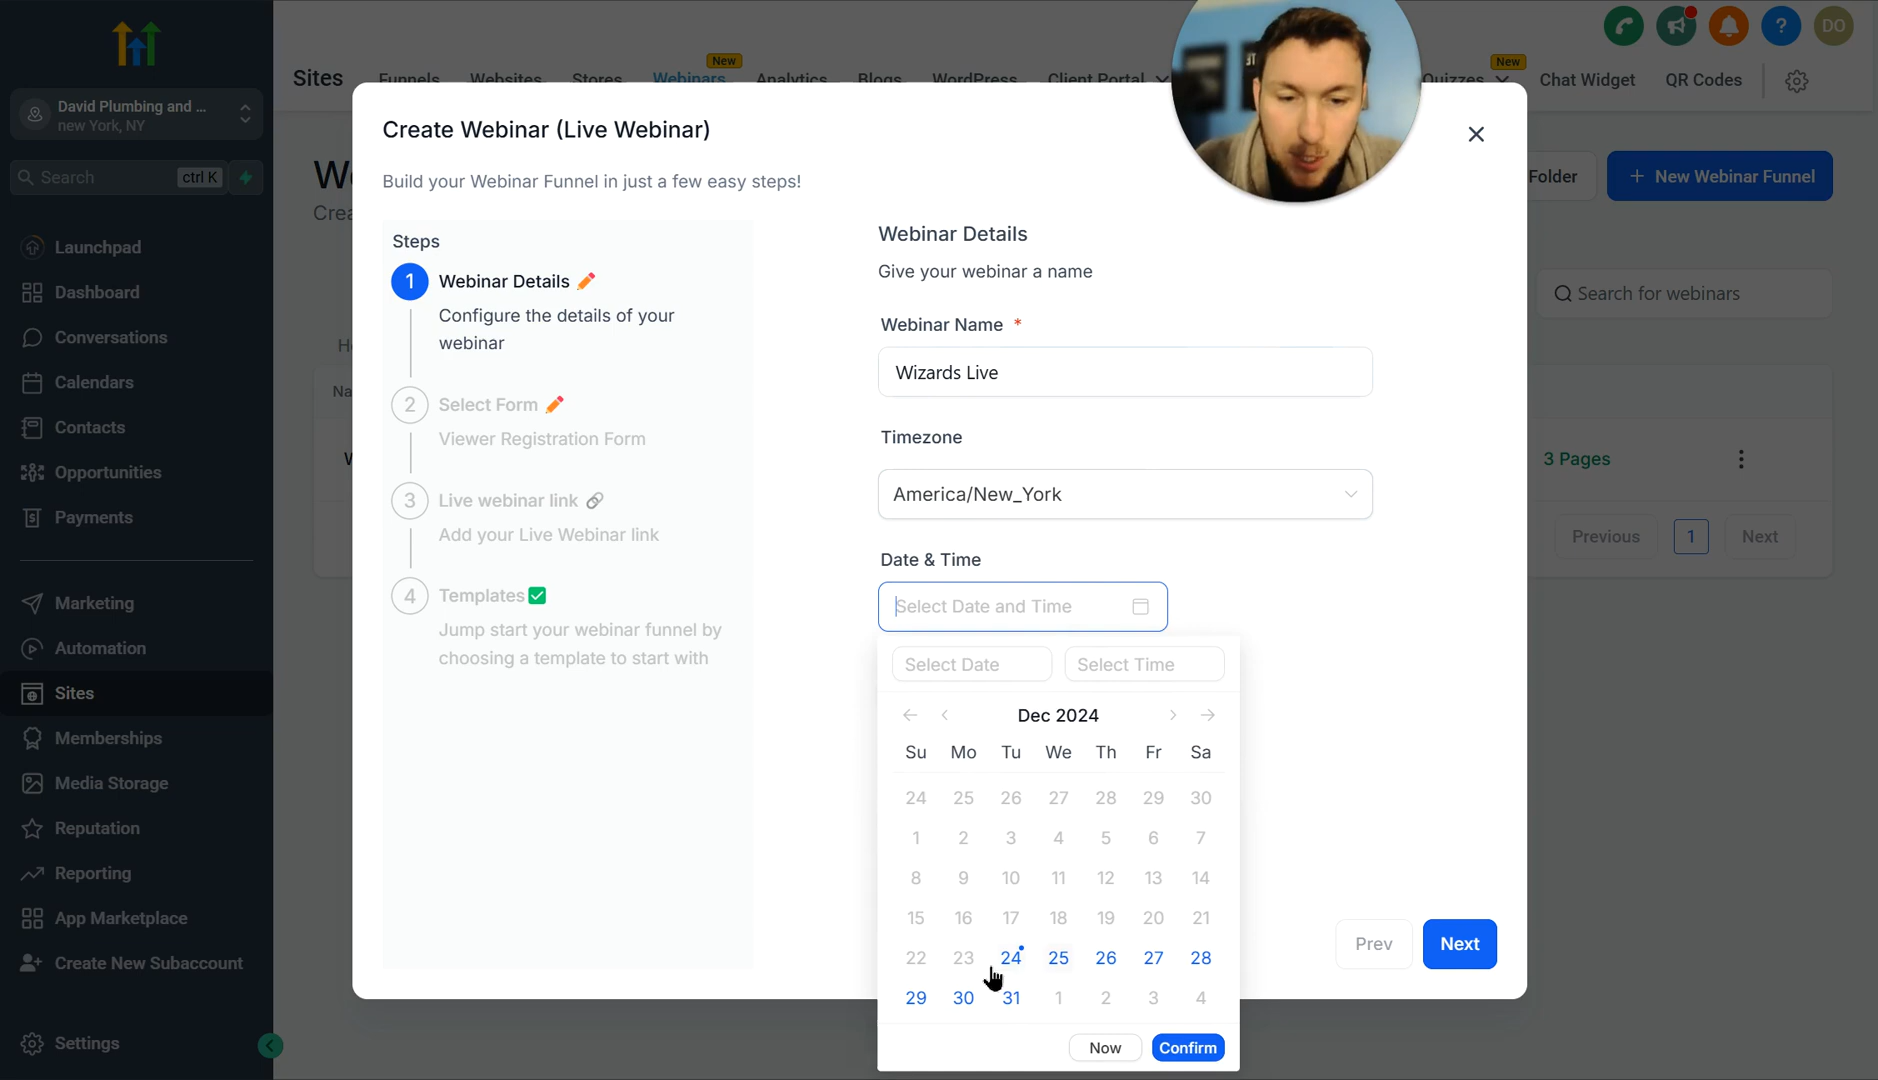 DO
New
New
Sites
Funnels
Websites
Stores
Webinars
Analytics
Blogs
WordPress
Client Portal
Quizzes
Chat Widget
QR Codes
David Plumbing and ...
new York, NY
Search
ctrl K
Launchpad
Dashboard
Conversations
Calendars
Contacts
Opportunities
Payments
Marketing
Automation
Sites
Memberships
Media Storage
Reputation
Reporting
App Marketplace
Create New Subaccount
Settings
Folder
+ New Webinar Funnel
Search for webinars
3 Pages
Previous
1
Next
Create Webinar (Live Webinar)
Build your Webinar Funnel in just a few easy steps!
Steps
1
Webinar Details
Configure the details of your
webinar
2
Select Form
Viewer Registration Form
3
Live webinar link
Add your Live Webinar link
4
Templates
Jump start your webinar funnel by
choosing a template to start with
Webinar Details
Give your webinar a name
Webinar Name *
Wizards Live
Timezone
America/New_York
Date & Time
Select Date and Time
Select Date
Select Time
Dec 2024
Su Mo Tu We Th Fr Sa
24 25 26 27 28 29 30
1 2 3 4 5 6 7
8 9 10 11 12 13 14
15 16 17 18 19 20 21
22 23 24 25 26 27 28
29 30 31 1 2 3 4
Now
Confirm
Prev
Next